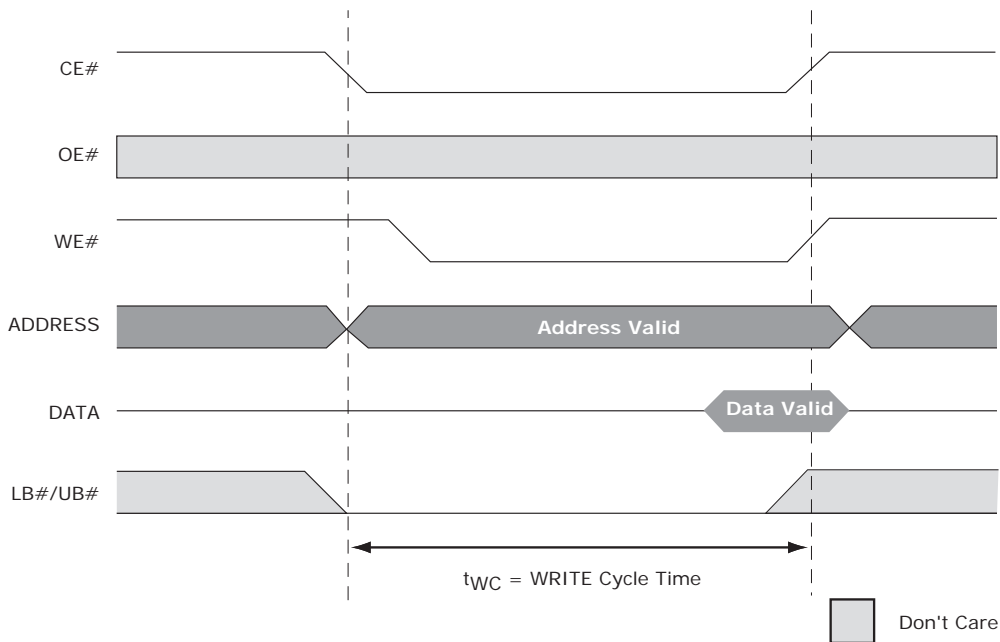 CE#
OE#
WE#
ADDRESS
Address Valid
DATA
Data Valid
LB#/UB#
tWC = WRITE Cycle Time
Don't Care